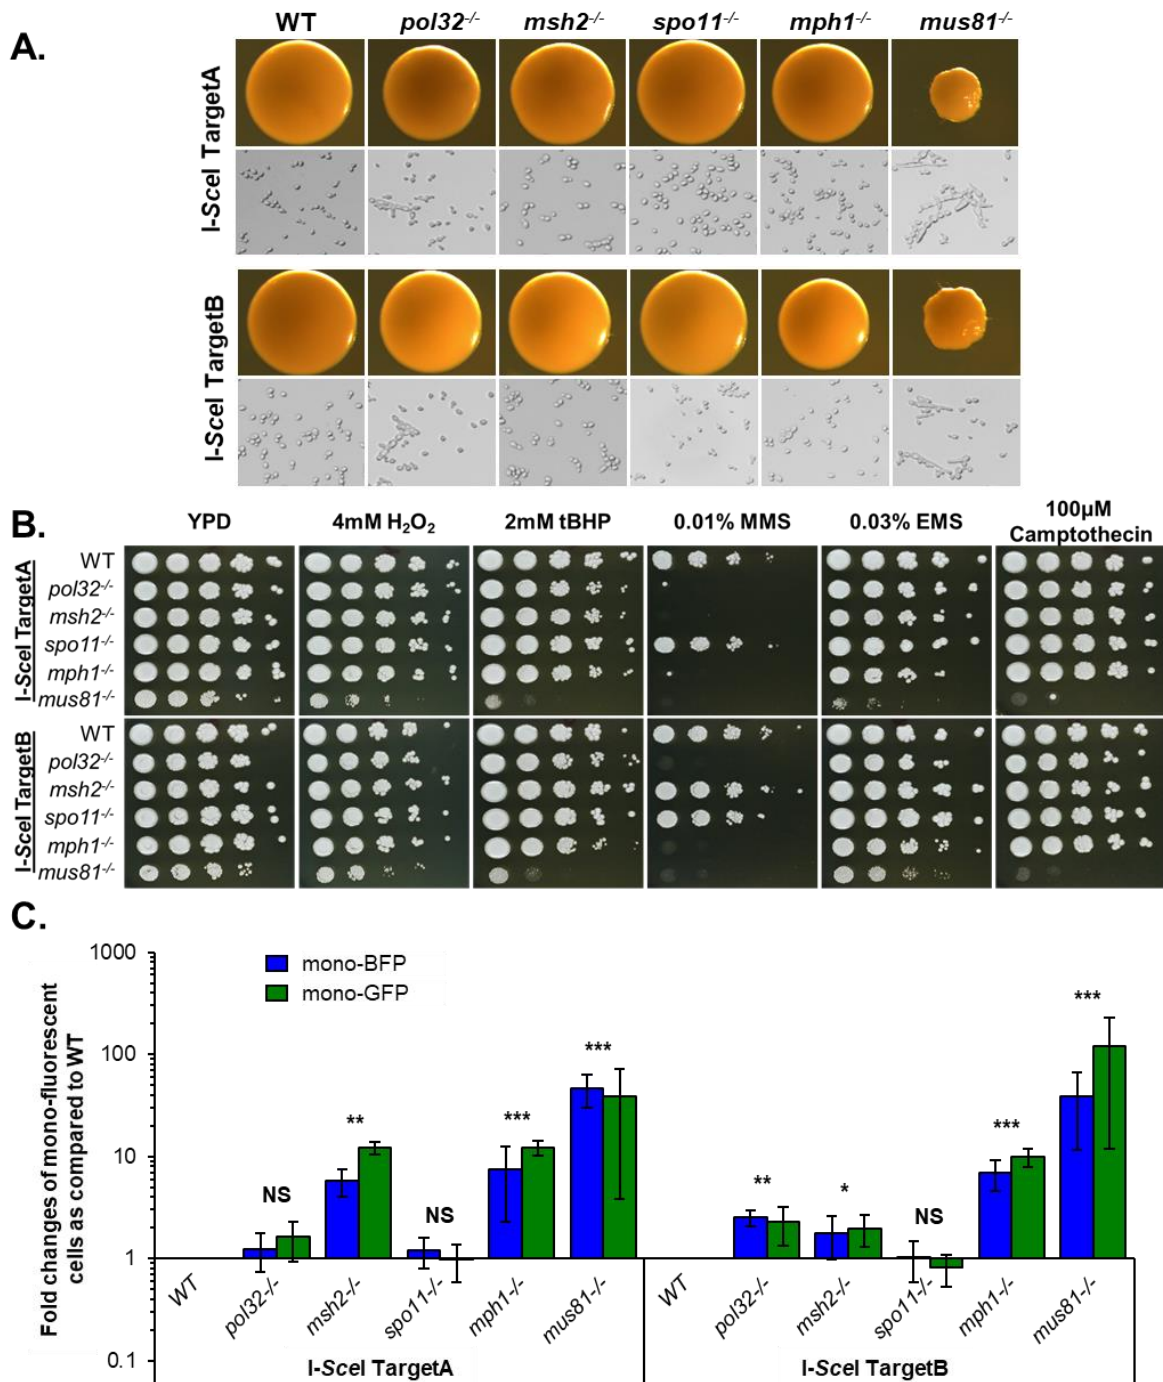 A.
WT pol32-/- msh2-/- spo11-/- mph1-/- mus81-/-
I-SceI TargetA
I-SceI TargetB
B.
YPD 4mM H₂O₂ 2mM tBHP 0.01% MMS 0.03% EMS 100µM Camptothecin
I-SceI TargetA
WT
pol32-/-
msh2-/-
spo11-/-
mph1-/-
mus81-/-
I-SceI TargetB
WT
pol32-/-
msh2-/-
spo11-/-
mph1-/-
mus81-/-
C.
Fold changes of mono-fluorescent
cells as compared to WT
1000
100
10
1
0.1
mono-BFP
mono-GFP
NS ** NS *** *** ** * NS *** ***
WT pol32-/- msh2-/- spo11-/- mph1-/- mus81-/- WT pol32-/- msh2-/- spo11-/- mph1-/- mus81-/-
I-SceI TargetA I-SceI TargetB